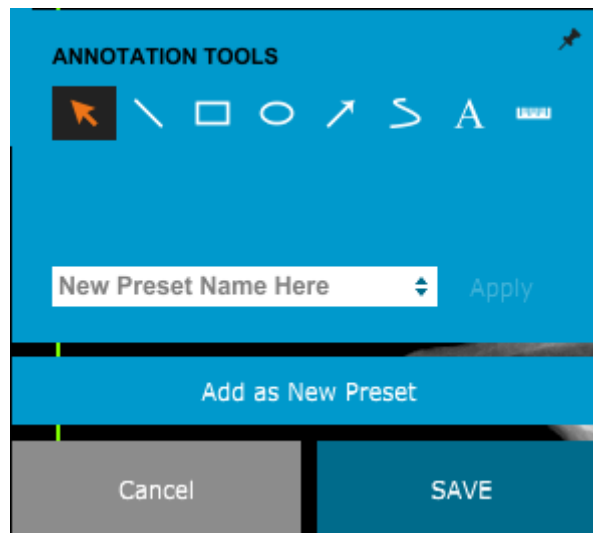 ANNOTATION TOOLS
A
New Preset Name Here
Apply
Add as New Preset
Cancel
SAVE